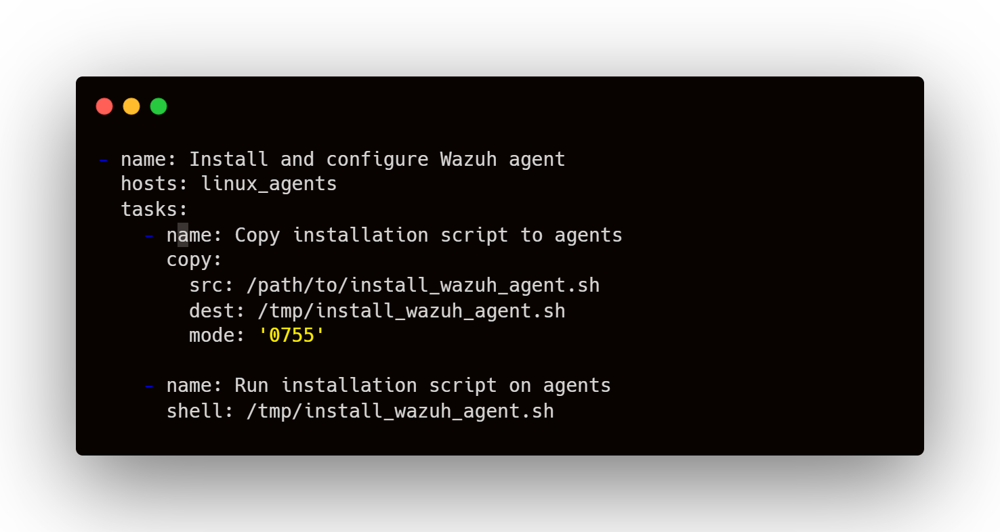 - name: Install and configure Wazuh agent
  hosts: linux_agents
  tasks:
    - name: Copy installation script to agents
      copy:
        src: /path/to/install_wazuh_agent.sh
        dest: /tmp/install_wazuh_agent.sh
        mode: '0755'

    - name: Run installation script on agents
      shell: /tmp/install_wazuh_agent.sh